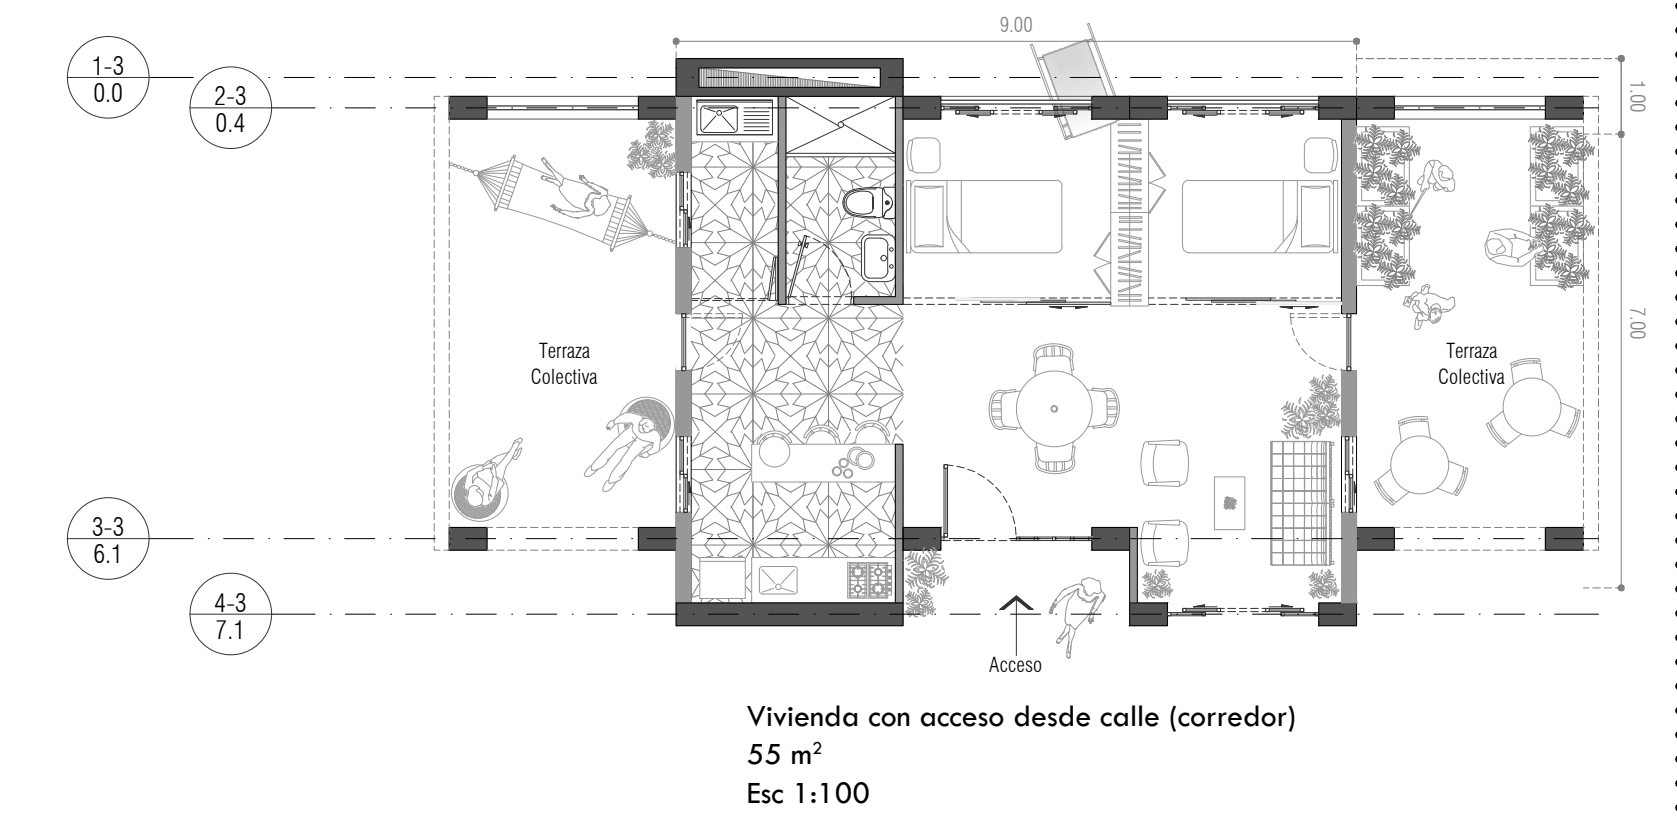 9.00
1-3
0.0
2-3
0.4
1.00
7.00
Terraza
Colectiva
Terraza
Colectiva
3-3
6.1
4-3
7.1
Acceso
Vivienda con acceso desde calle (corredor)
55 m²
Esc 1:100